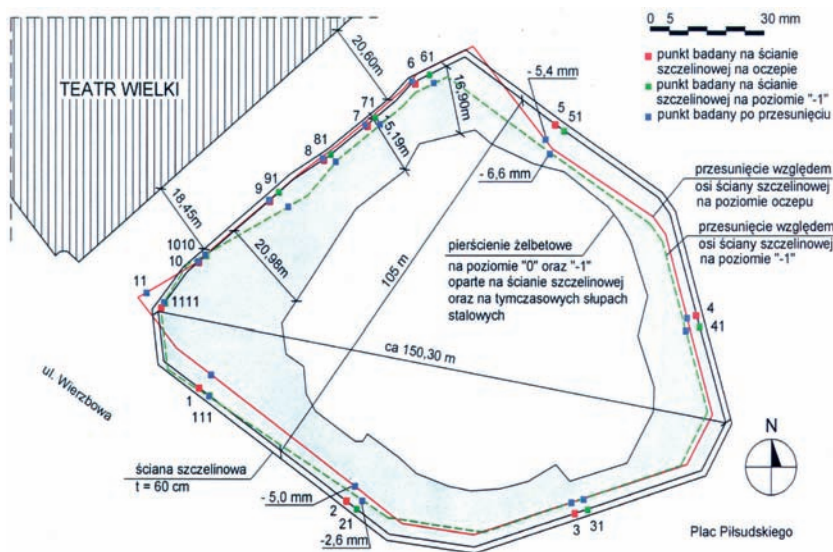 TEATR WIELKI
0 5 30 mm
punkt badany na ścianie
szczelinowej na oczepie
punkt badany na ścianie
szczelinowej na poziomie "-1"
punkt badany po przesunięciu
20,60m
6 61
16,90m
- 5,4 mm
5
51
71
7
15,19m
81
8
- 6,6 mm
przesunięcie względem
osi ściany szczelinowej
na poziomie oczepu
91
9
18,45m
przesunięcie względem
osi ściany szczelinowej
na poziomie "-1"
1010
10
20,98m
105 m
pierścienie żelbetowe
na poziomie "0" oraz "-1"
oparte na ścianie szczelinowej
oraz na tymczasowych słupach
stalowych
11
1111
4
41
ca 150,30 m
ul. Wierzbowa
1
111
N
ściana szczelinowa
t = 60 cm
- 5,0 mm
2
21
-2,6 mm
3 31
Plac Piłsudskiego